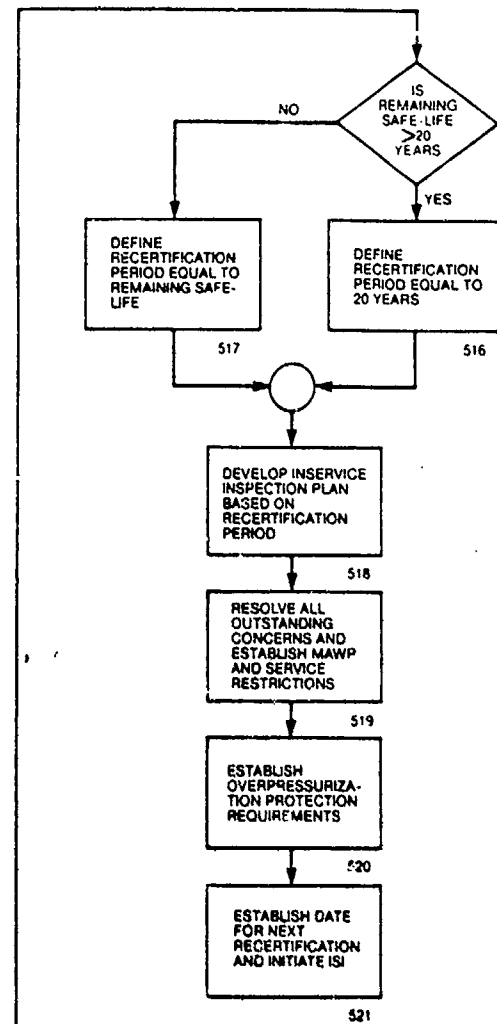 IS
REMAINING
SAFE-LIFE
>20
YEARS
NO
YES
DEFINE
RECERTIFICATION
PERIOD EQUAL TO
REMAINING SAFE-
LIFE
517
DEFINE
RECERTIFICATION
PERIOD EQUAL TO
20 YEARS
516
DEVELOP INSERVICE
INSPECTION PLAN
BASED ON
RECERTIFICATION
PERIOD
518
RESOLVE ALL
OUTSTANDING
CONCERNS AND
ESTABLISH MAWP
AND SERVICE
RESTRICTIONS
519
ESTABLISH
OVERPRESSURIZA-
TION PROTECTION
REQUIREMENTS
520
ESTABLISH DATE
FOR NEXT
RECERTIFICATION
AND INITIATE ISI
521